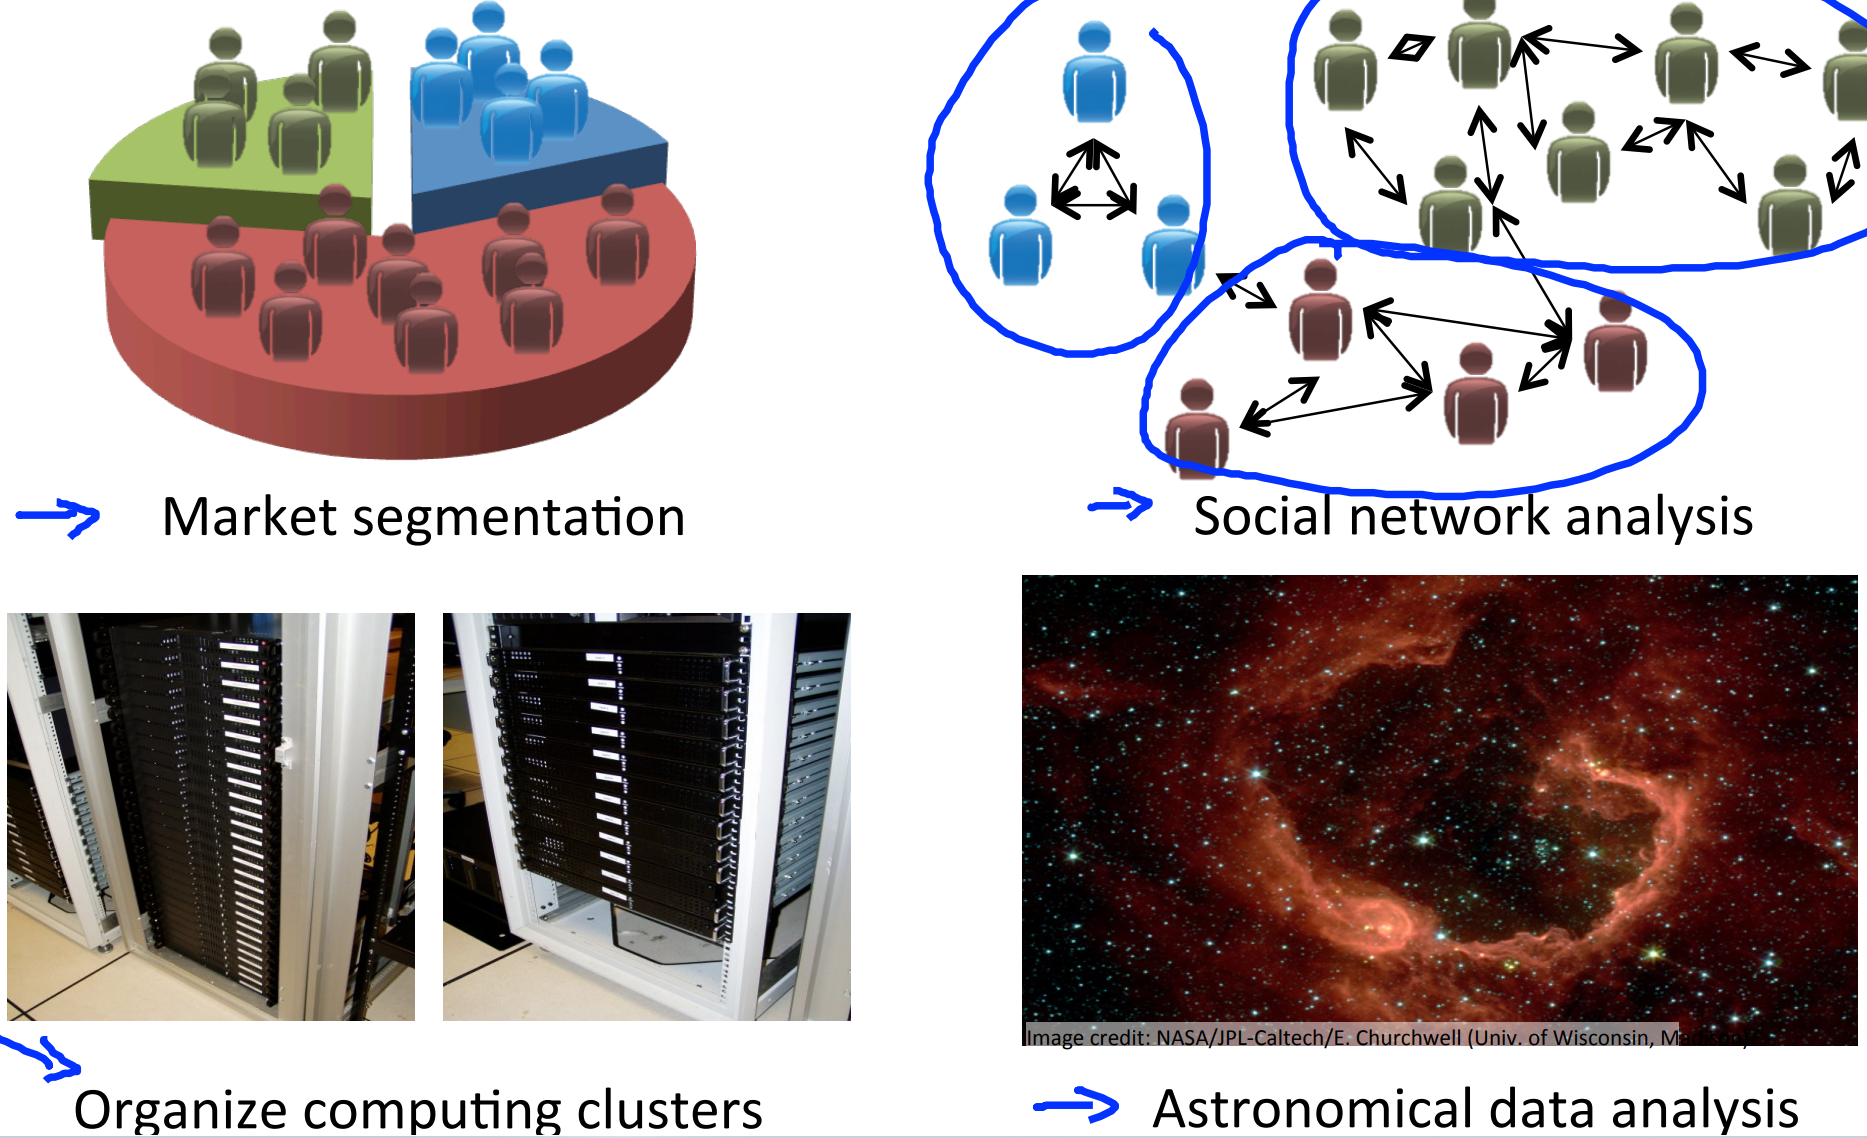 Market segmentation
Social network analysis
Image credit: NASA/JPL-Caltech/E. Churchwell (Univ. of Wisconsin,
Organize computing clusters
Astronomical data analysis